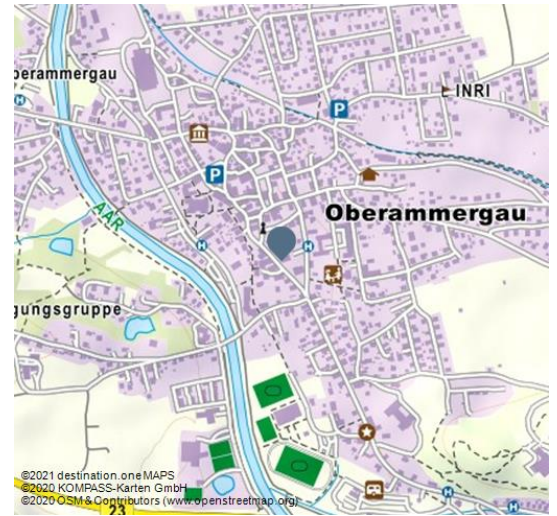 berammergau
INRI
P
H
P
AAR
Oberammergau
1
H
H
gungsgruppe
©2021 destination.one MAPS
©2020 KOMPASS-Karten GmbH
©2020 OSM & Contributors (www.openstreetmap.org)
23
H
H